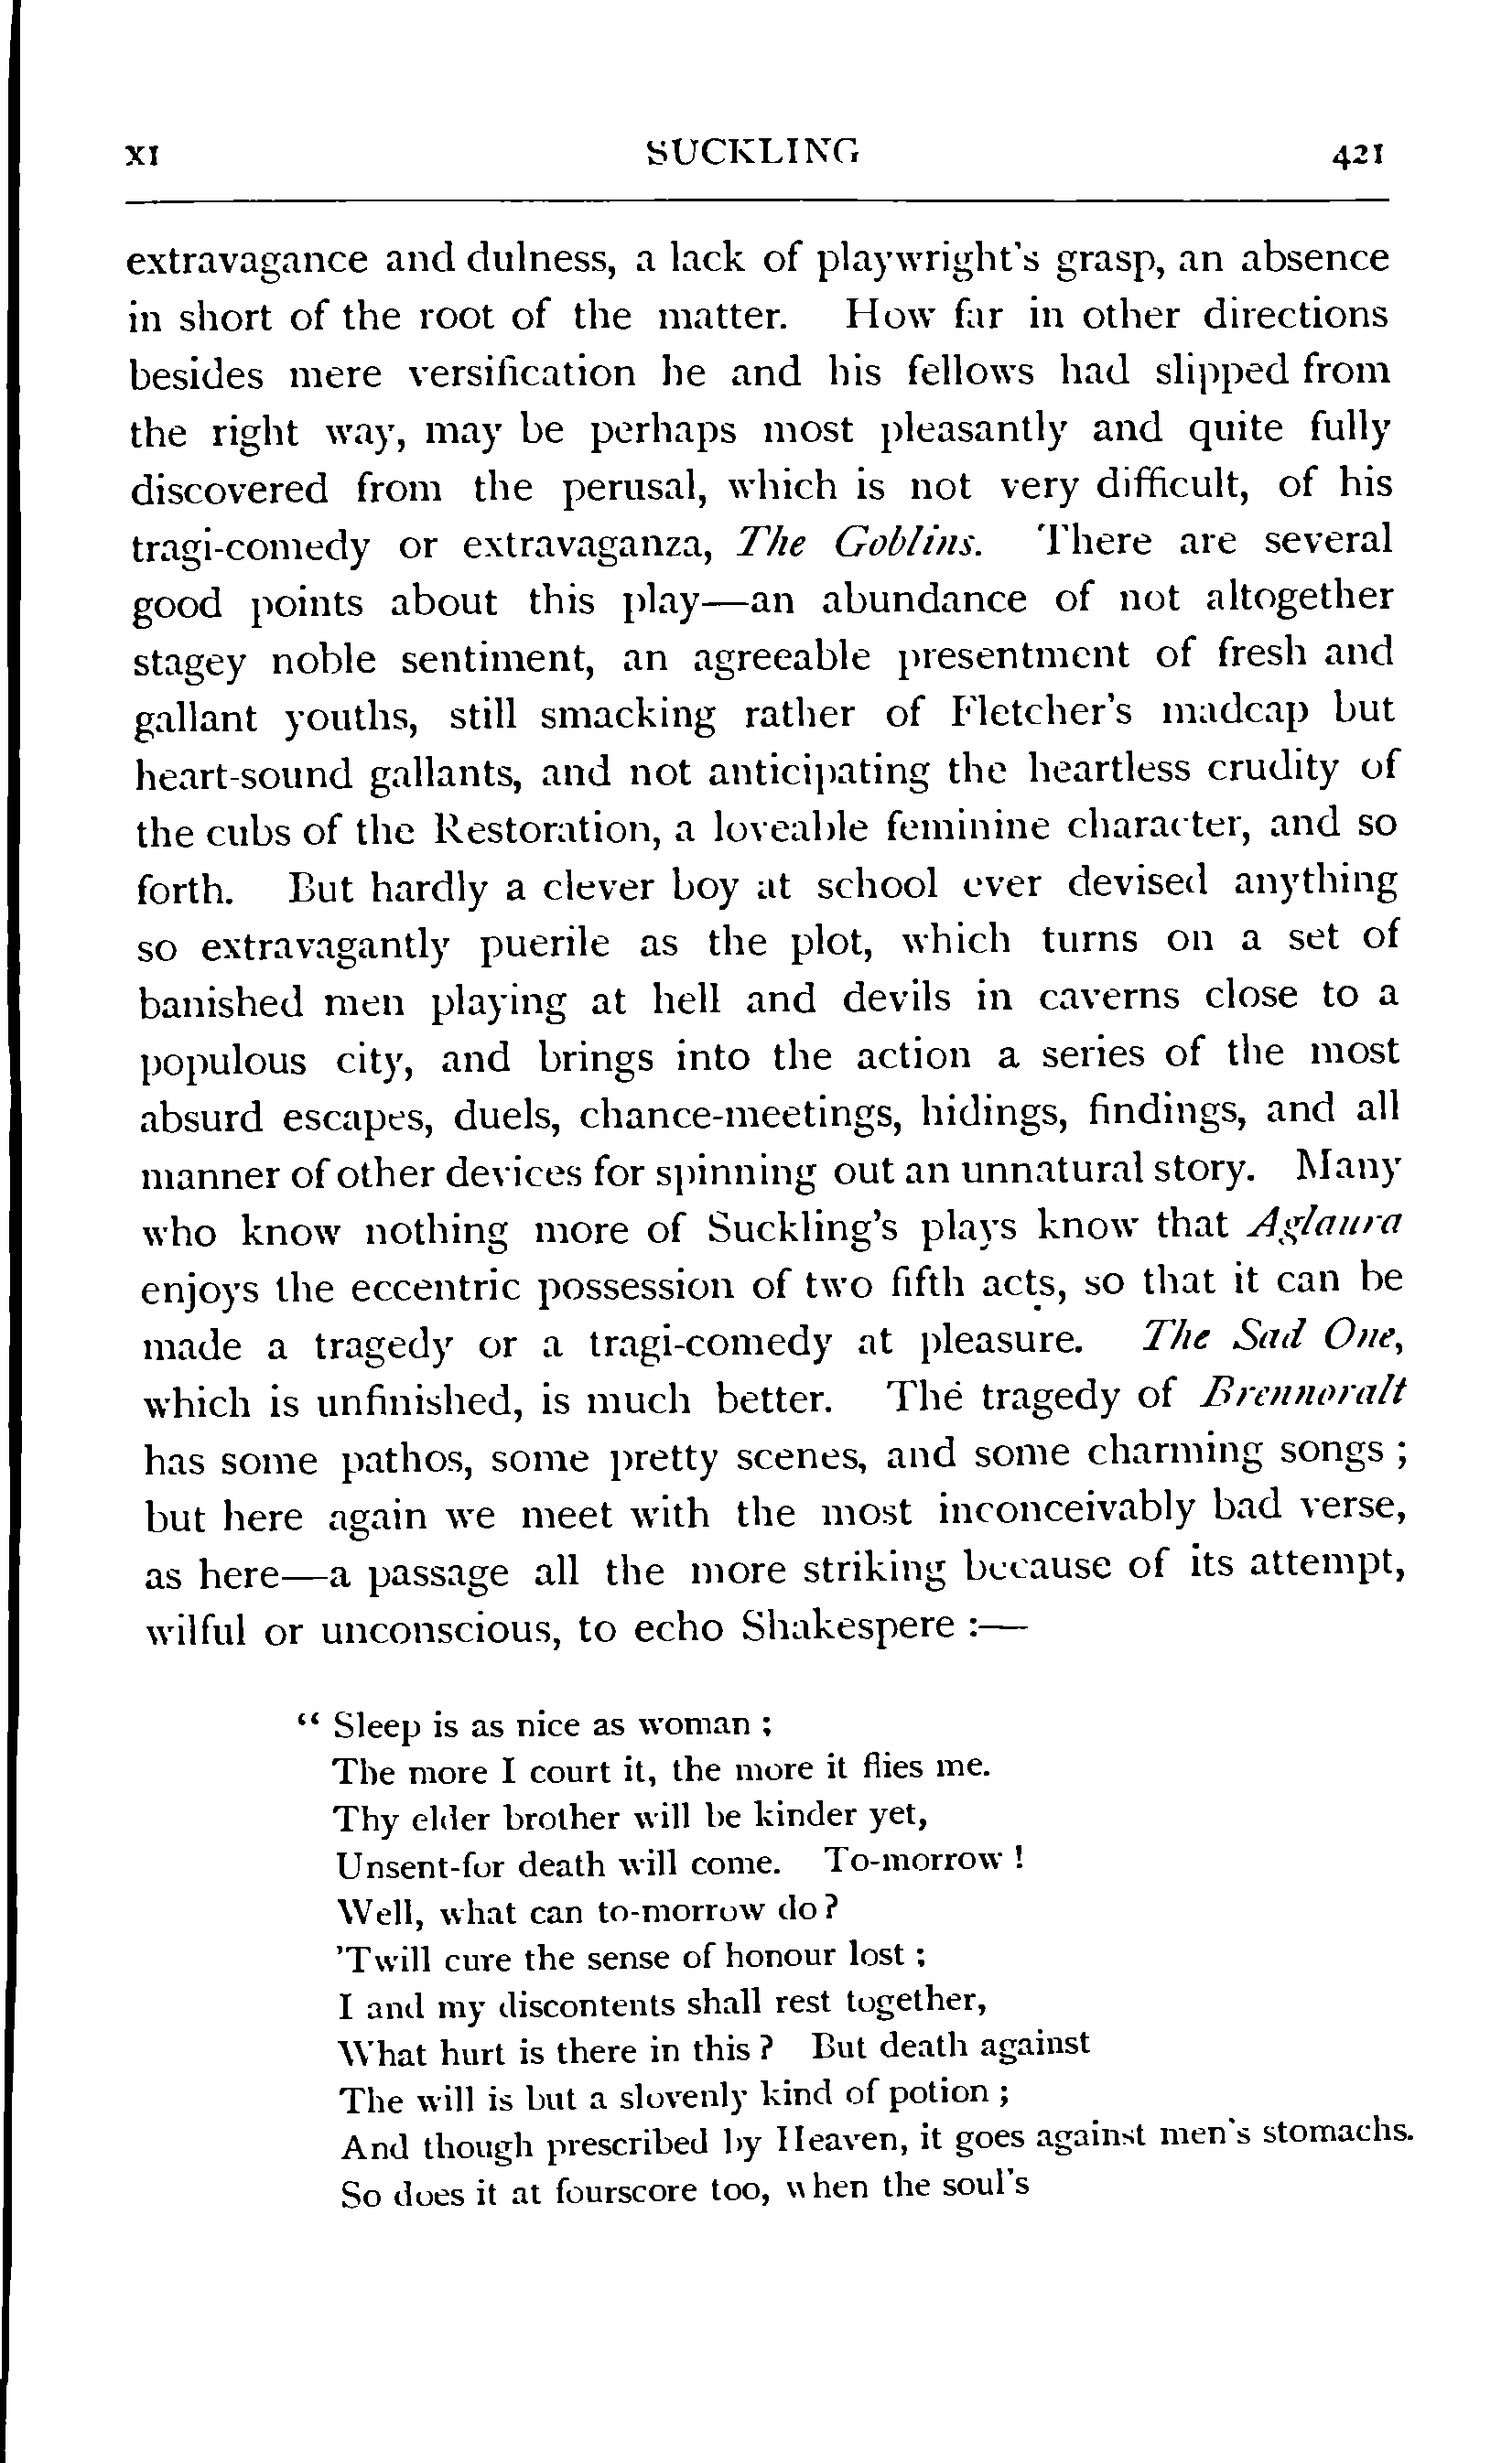 XI SUCKLING 421
extravagance and dulness, a lack of playwright's grasp, an absence
in short of the root of the matter. How far in other directions
besides mere versification he and his fellows had slipped from
the right way, may be perhaps most pleasantly and quite fully
discovered from the perusal, which is not very difficult, of his
tragi-comedy or extravaganza, The Goblins. There are several
good points about this play—an abundance of not altogether
stagey noble sentiment, an agreeable presentment of fresh and
gallant youths, still smacking rather of Fletcher's madcap but
heart-sound gallants, and not anticipating the heartless crudity of
the cubs of the Restoration, a loveable feminine character, and so
forth. But hardly a clever boy at school ever devised anything
so extravagantly puerile as the plot, which turns on a set of
banished men playing at hell and devils in caverns close to a
populous city, and brings into the action a series of the most
absurd escapes, duels, chance-meetings, hidings, findings, and all
manner of other devices for spinning out an unnatural story. Many
who know nothing more of Suckling's plays know that Aglaura
enjoys the eccentric possession of two fifth acts, so that it can be
made a tragedy or a tragi-comedy at pleasure. The Sad One,
which is unfinished, is much better. The tragedy of Brennoralt
has some pathos, some pretty scenes, and some charming songs ;
but here again we meet with the most inconceivably bad verse,
as here—a passage all the more striking because of its attempt,
wilful or unconscious, to echo Shakespere :—
“ Sleep is as nice as woman ;
The more I court it, the more it flies me.
Thy elder brother will be kinder yet,
Unsent-for death will come. To-morrow !
Well, what can to-morrow do ?
'Twill cure the sense of honour lost ;
I and my discontents shall rest together,
What hurt is there in this ? But death against
The will is but a slovenly kind of potion ;
And though prescribed by Heaven, it goes against men's stomachs.
So does it at fourscore too, when the soul's